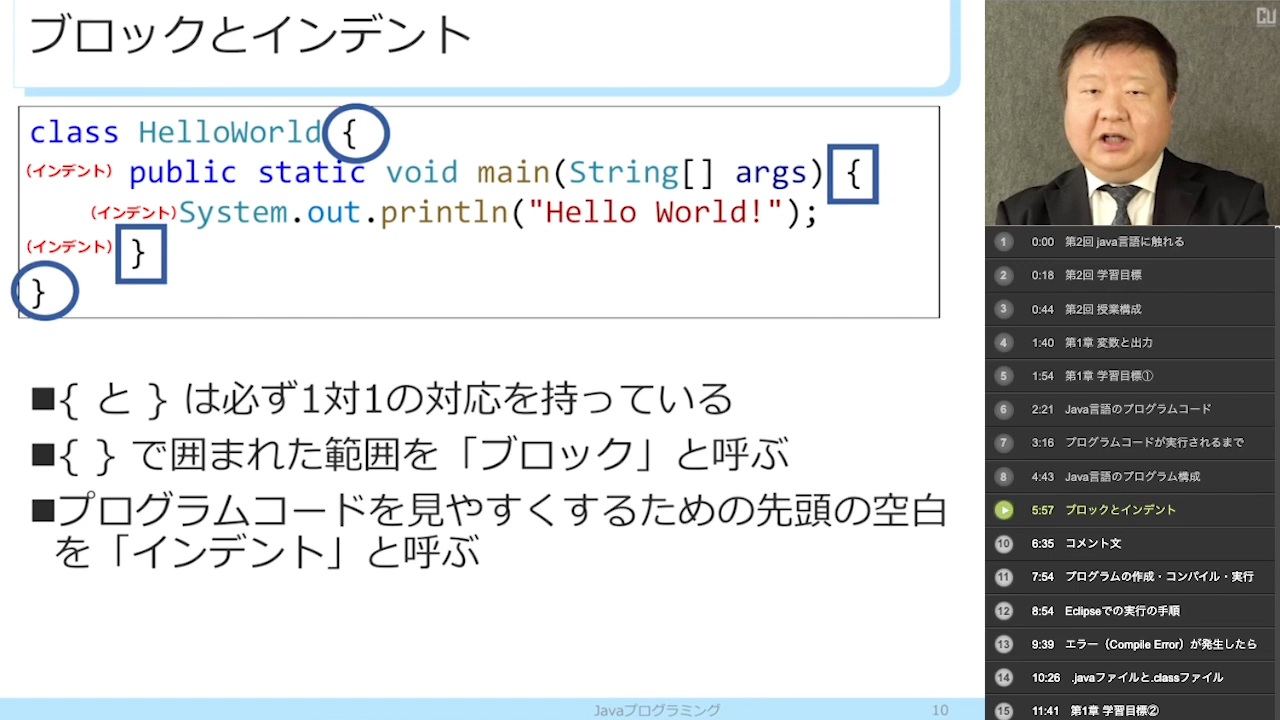 ブロックとインデント
class HelloWorld {
(インデント) public static void main(String[] args) {
(インデント)System.out.println("Hello World!");
(インデント) }
}
■{ と } は必ず1対1の対応を持っている
■{ } で囲まれた範囲を「ブロック」と呼ぶ
■プログラムコードを見やすくするための先頭の空白
を「インデント」と呼ぶ
Javaプログラミング 10
CU
1 0:00 第2回 java言語に触れる
2 0:18 第2回 学習目標
3 0:44 第2回 授業構成
4 1:40 第1章 変数と出力
5 1:54 第1章 学習目標①
6 2:21 Java言語のプログラムコード
7 3:16 プログラムコードが実行されるまで
8 4:43 Java言語のプログラム構成
5:57 ブロックとインデント
10 6:35 コメント文
11 7:54 プログラムの作成・コンパイル・実行
12 8:54 Eclipseでの実行の手順
13 9:39 エラー（Compile Error）が発生したら
14 10:26 .javaファイルと.classファイル
15 11:41 第1章 学習目標②